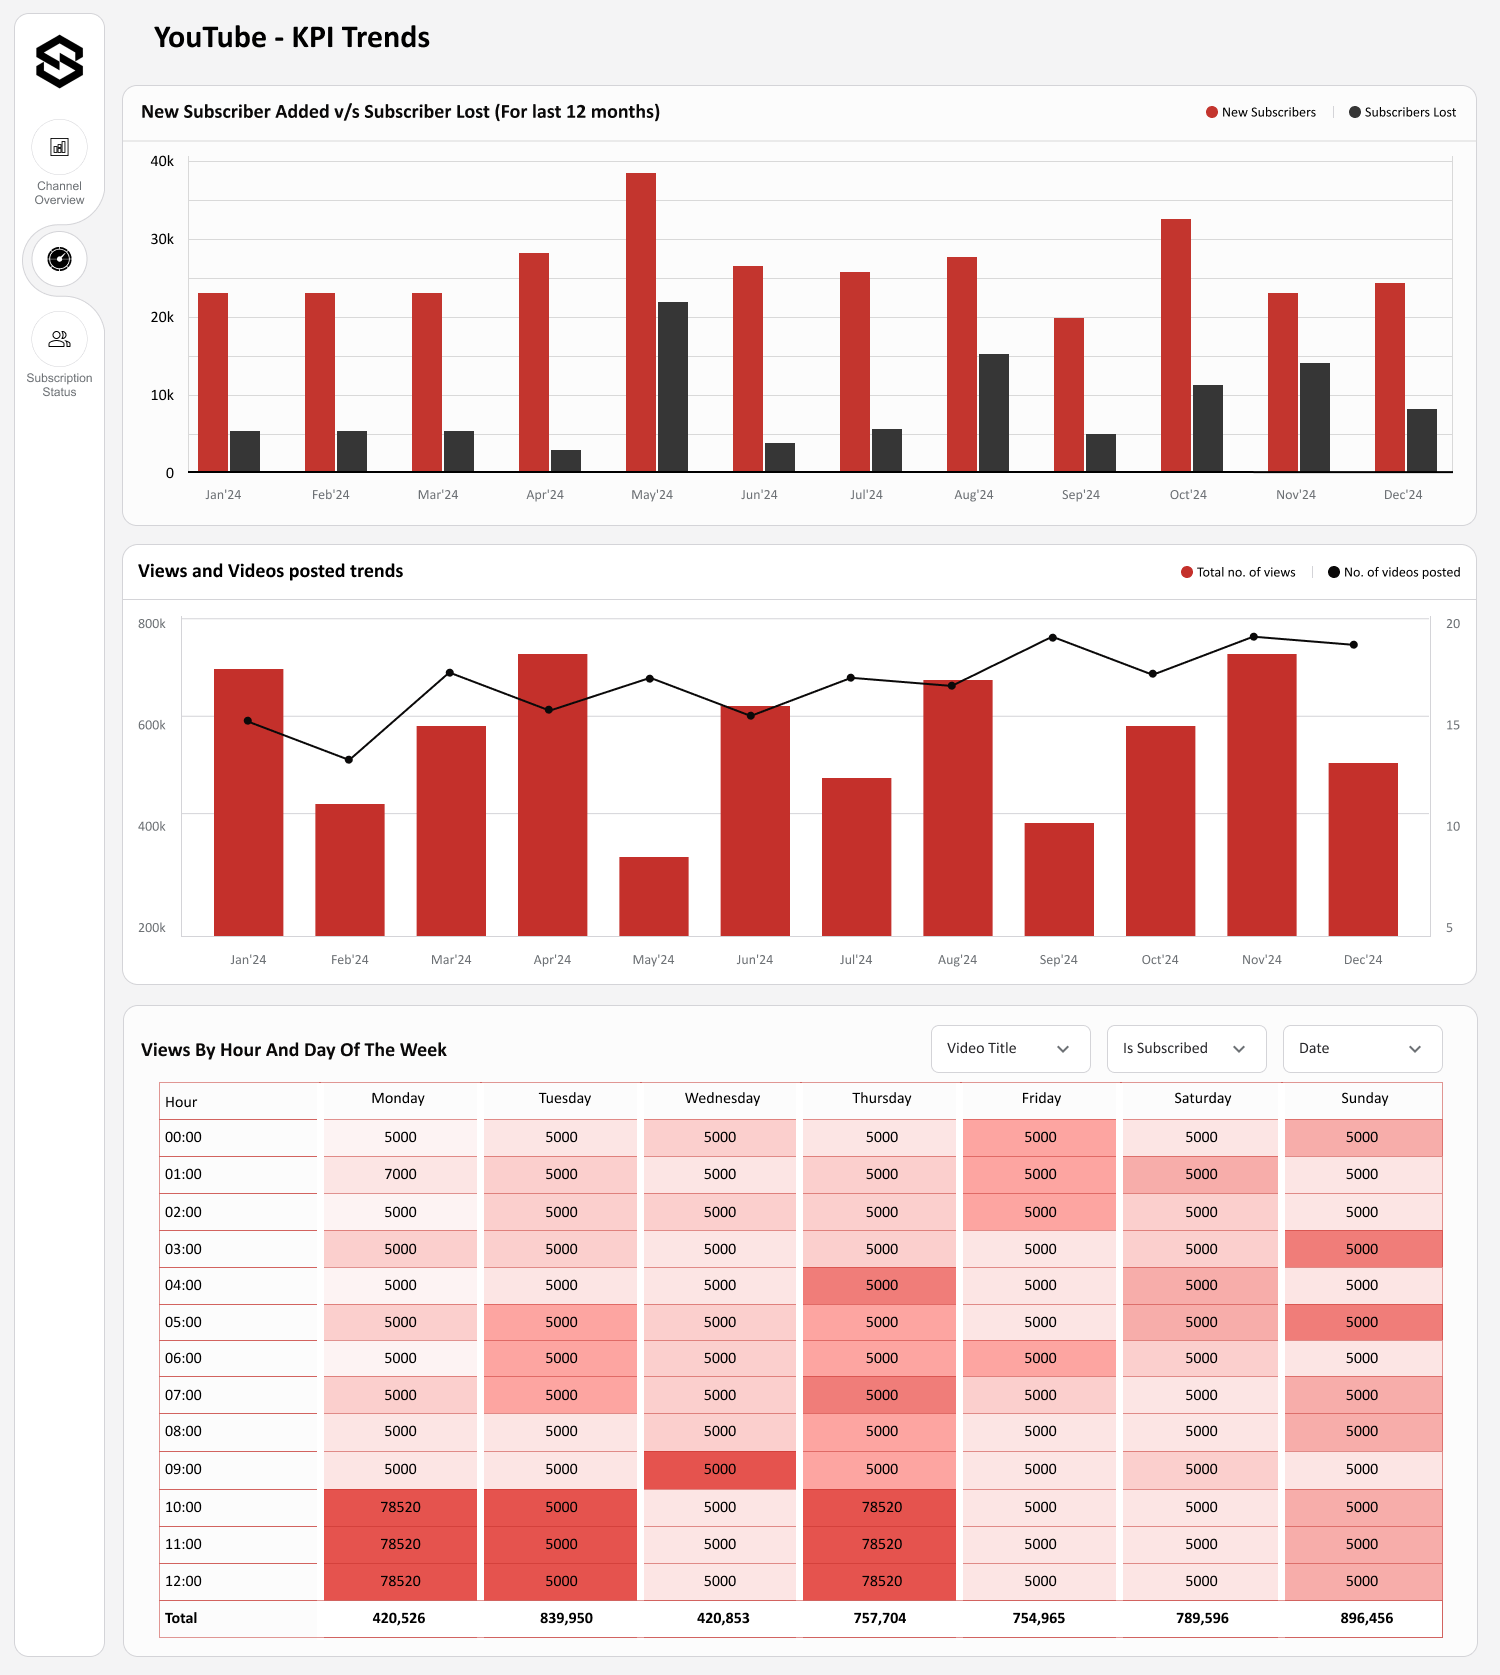 YouTube - KPI Trends
Channel
Overview
Subscription
Status
New Subscriber Added v/s Subscriber Lost (For last 12 months)
New Subscribers | Subscribers Lost
40k
30k
20k
10k
0
Jan'24 Feb'24 Mar'24 Apr'24 May'24 Jun'24 Jul'24 Aug'24 Sep'24 Oct'24 Nov'24 Dec'24
Views and Videos posted trends
Total no. of views | No. of videos posted
800k 20
600k 15
400k 10
200k 5
Jan'24 Feb'24 Mar'24 Apr'24 May'24 Jun'24 Jul'24 Aug'24 Sep'24 Oct'24 Nov'24 Dec'24
Views By Hour And Day Of The Week
Video Title Is Subscribed Date
Hour Monday Tuesday Wednesday Thursday Friday Saturday Sunday
00:00 5000 5000 5000 5000 5000 5000 5000
01:00 7000 5000 5000 5000 5000 5000 5000
02:00 5000 5000 5000 5000 5000 5000 5000
03:00 5000 5000 5000 5000 5000 5000 5000
04:00 5000 5000 5000 5000 5000 5000 5000
05:00 5000 5000 5000 5000 5000 5000 5000
06:00 5000 5000 5000 5000 5000 5000 5000
07:00 5000 5000 5000 5000 5000 5000 5000
08:00 5000 5000 5000 5000 5000 5000 5000
09:00 5000 5000 5000 5000 5000 5000 5000
10:00 78520 5000 5000 78520 5000 5000 5000
11:00 78520 5000 5000 78520 5000 5000 5000
12:00 78520 5000 5000 78520 5000 5000 5000
Total 420,526 839,950 420,853 757,704 754,965 789,596 896,456